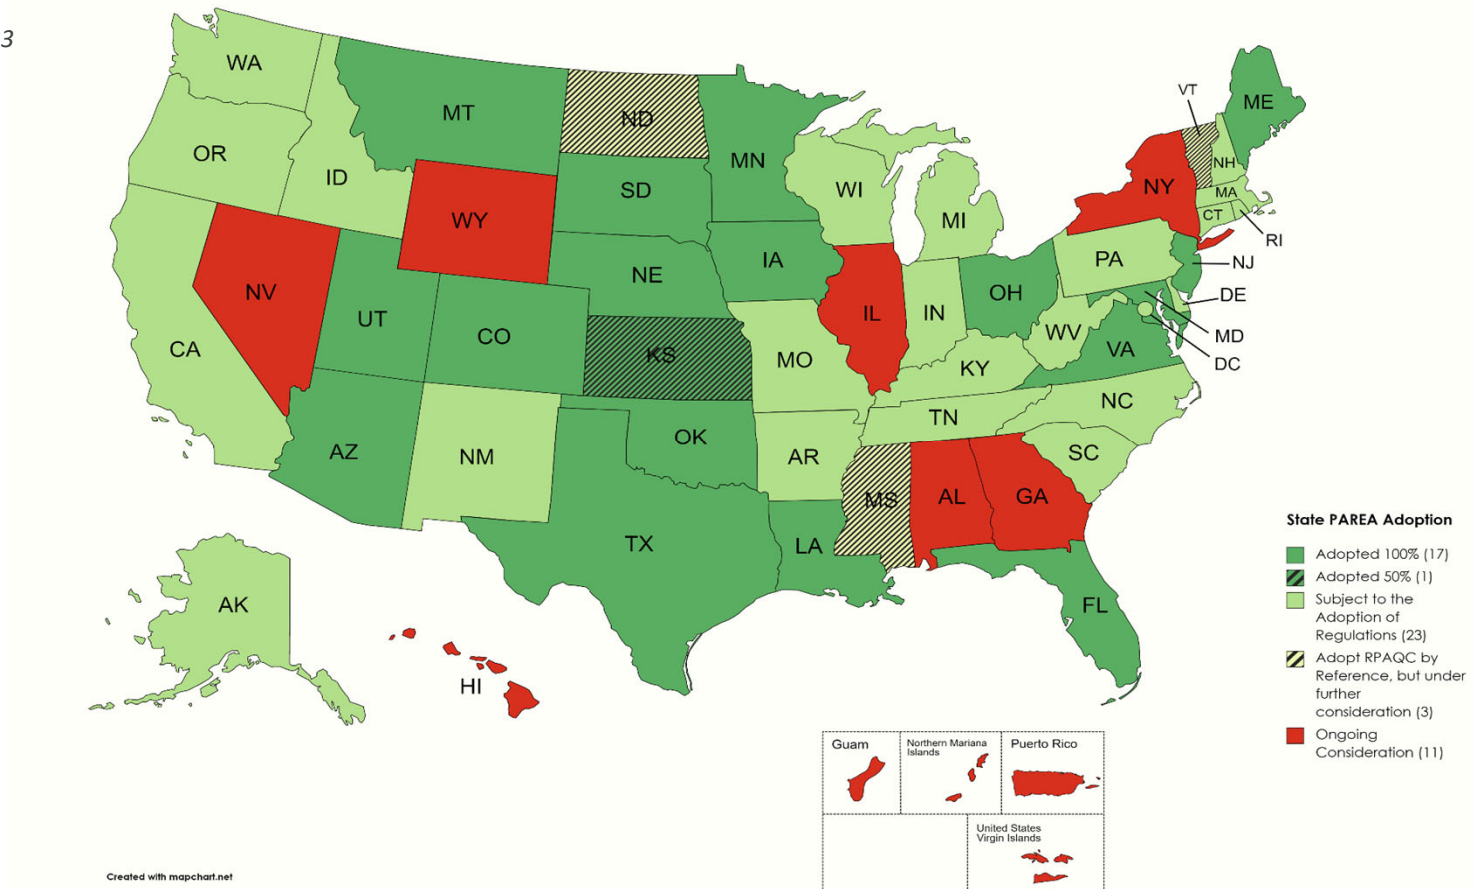 3
WA
MT
ND
MN
ME
VT
OR
ID
SD
WI
MI
NY
NH
MA
CT
RI
WY
NV
UT
CO
NE
IA
IL
IN
OH
PA
NJ
DE
MD
DC
CA
KS
MO
WV
VA
KY
AZ
NM
OK
AR
TN
NC
SC
MS
AL
GA
TX
LA
FL
AK
HI
State PAREA Adoption
Adopted 100% (17)
Adopted 50% (1)
Subject to the
Adoption of
Regulations (23)
Adopt RPAQC by
Reference, but under
further
consideration (3)
Ongoing
Consideration (11)
Guam
Northern Mariana
Islands
Puerto Rico
United States
Virgin Islands
Created with mapchart.net